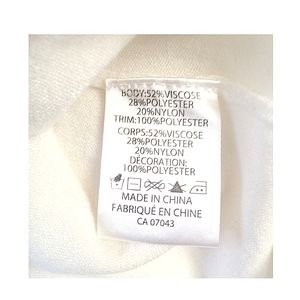 BODY:52%VISCOSE
28%POLYESTER
20%NYLON
TRIM:100%POLYESTER
CORPS:52%VISCOSE
28%POLYESTER
20%NYLON
DÉCORATION:
100%POLYESTER
MADE IN CHINA
FABRIQUÉ EN CHINE
CA 07043